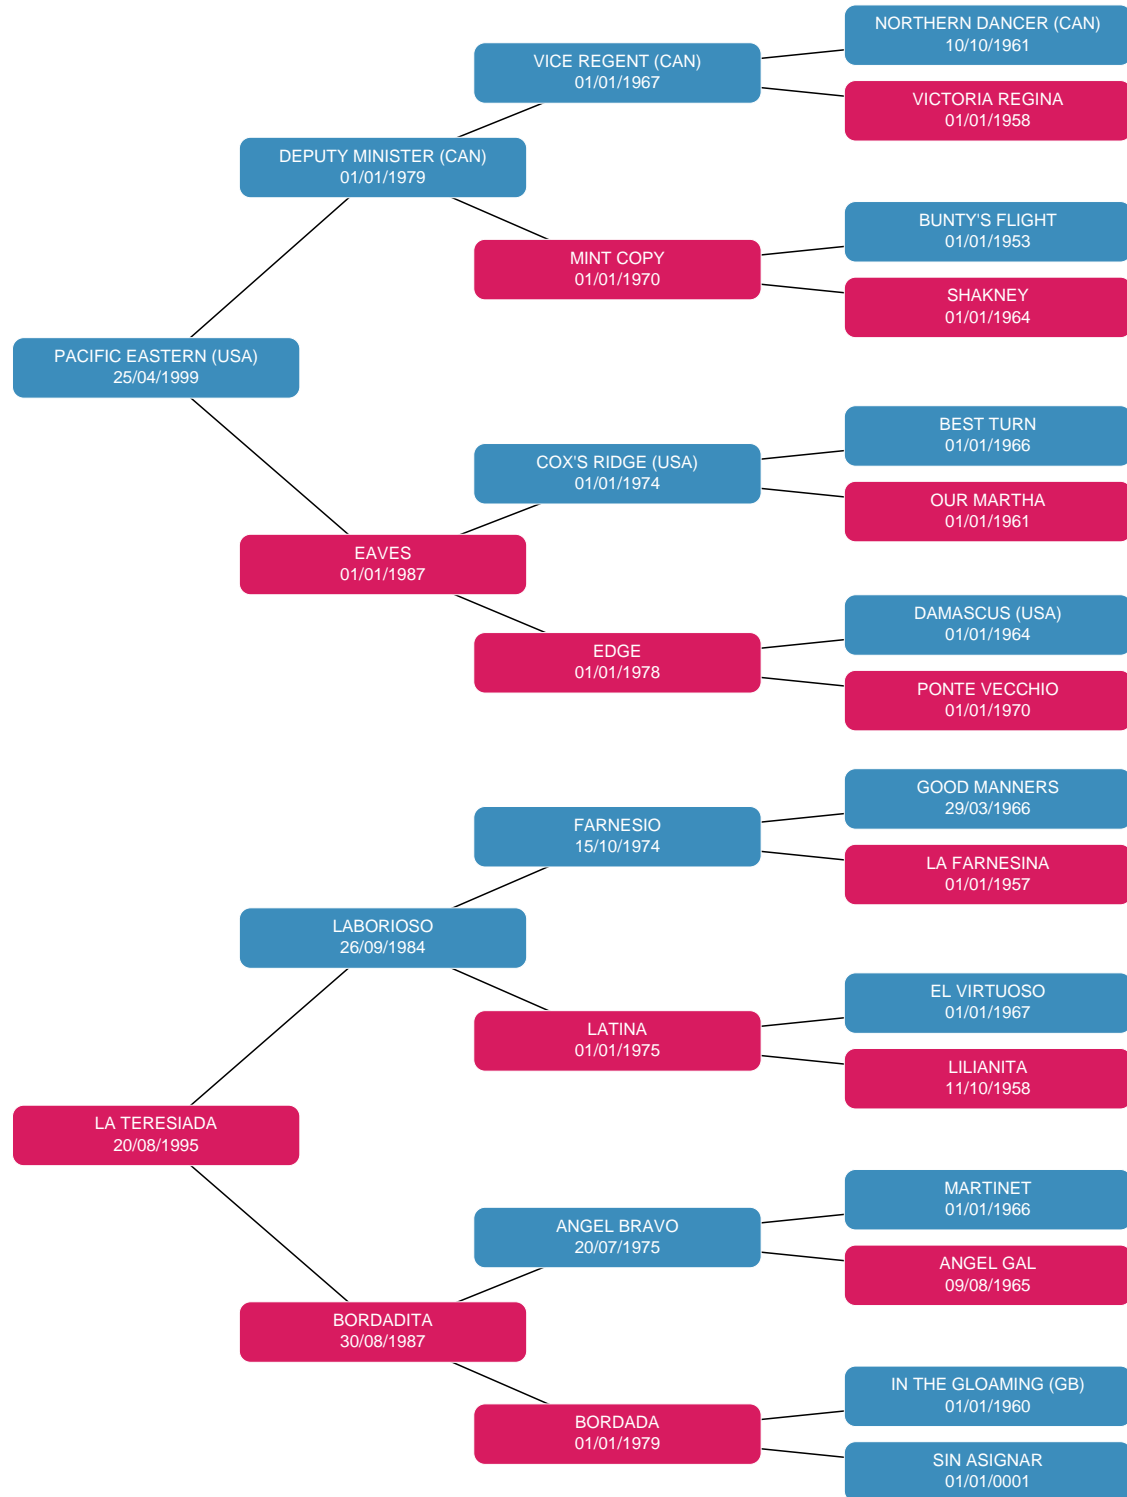 NORTHERN DANCER (CAN)
10/10/1961
VICE REGENT (CAN)
01/01/1967
VICTORIA REGINA
01/01/1958
DEPUTY MINISTER (CAN)
01/01/1979
BUNTY'S FLIGHT
01/01/1953
MINT COPY
01/01/1970
SHAKNEY
01/01/1964
PACIFIC EASTERN (USA)
25/04/1999
BEST TURN
01/01/1966
COX'S RIDGE (USA)
01/01/1974
OUR MARTHA
01/01/1961
EAVES
01/01/1987
DAMASCUS (USA)
01/01/1964
EDGE
01/01/1978
PONTE VECCHIO
01/01/1970
GOOD MANNERS
29/03/1966
FARNESIO
15/10/1974
LA FARNESINA
01/01/1957
LABORIOSO
26/09/1984
EL VIRTUOSO
01/01/1967
LATINA
01/01/1975
LILIANITA
11/10/1958
LA TERESIADA
20/08/1995
MARTINET
01/01/1966
ANGEL BRAVO
20/07/1975
ANGEL GAL
09/08/1965
BORDADITA
30/08/1987
IN THE GLOAMING (GB)
01/01/1960
BORDADA
01/01/1979
SIN ASIGNAR
01/01/0001